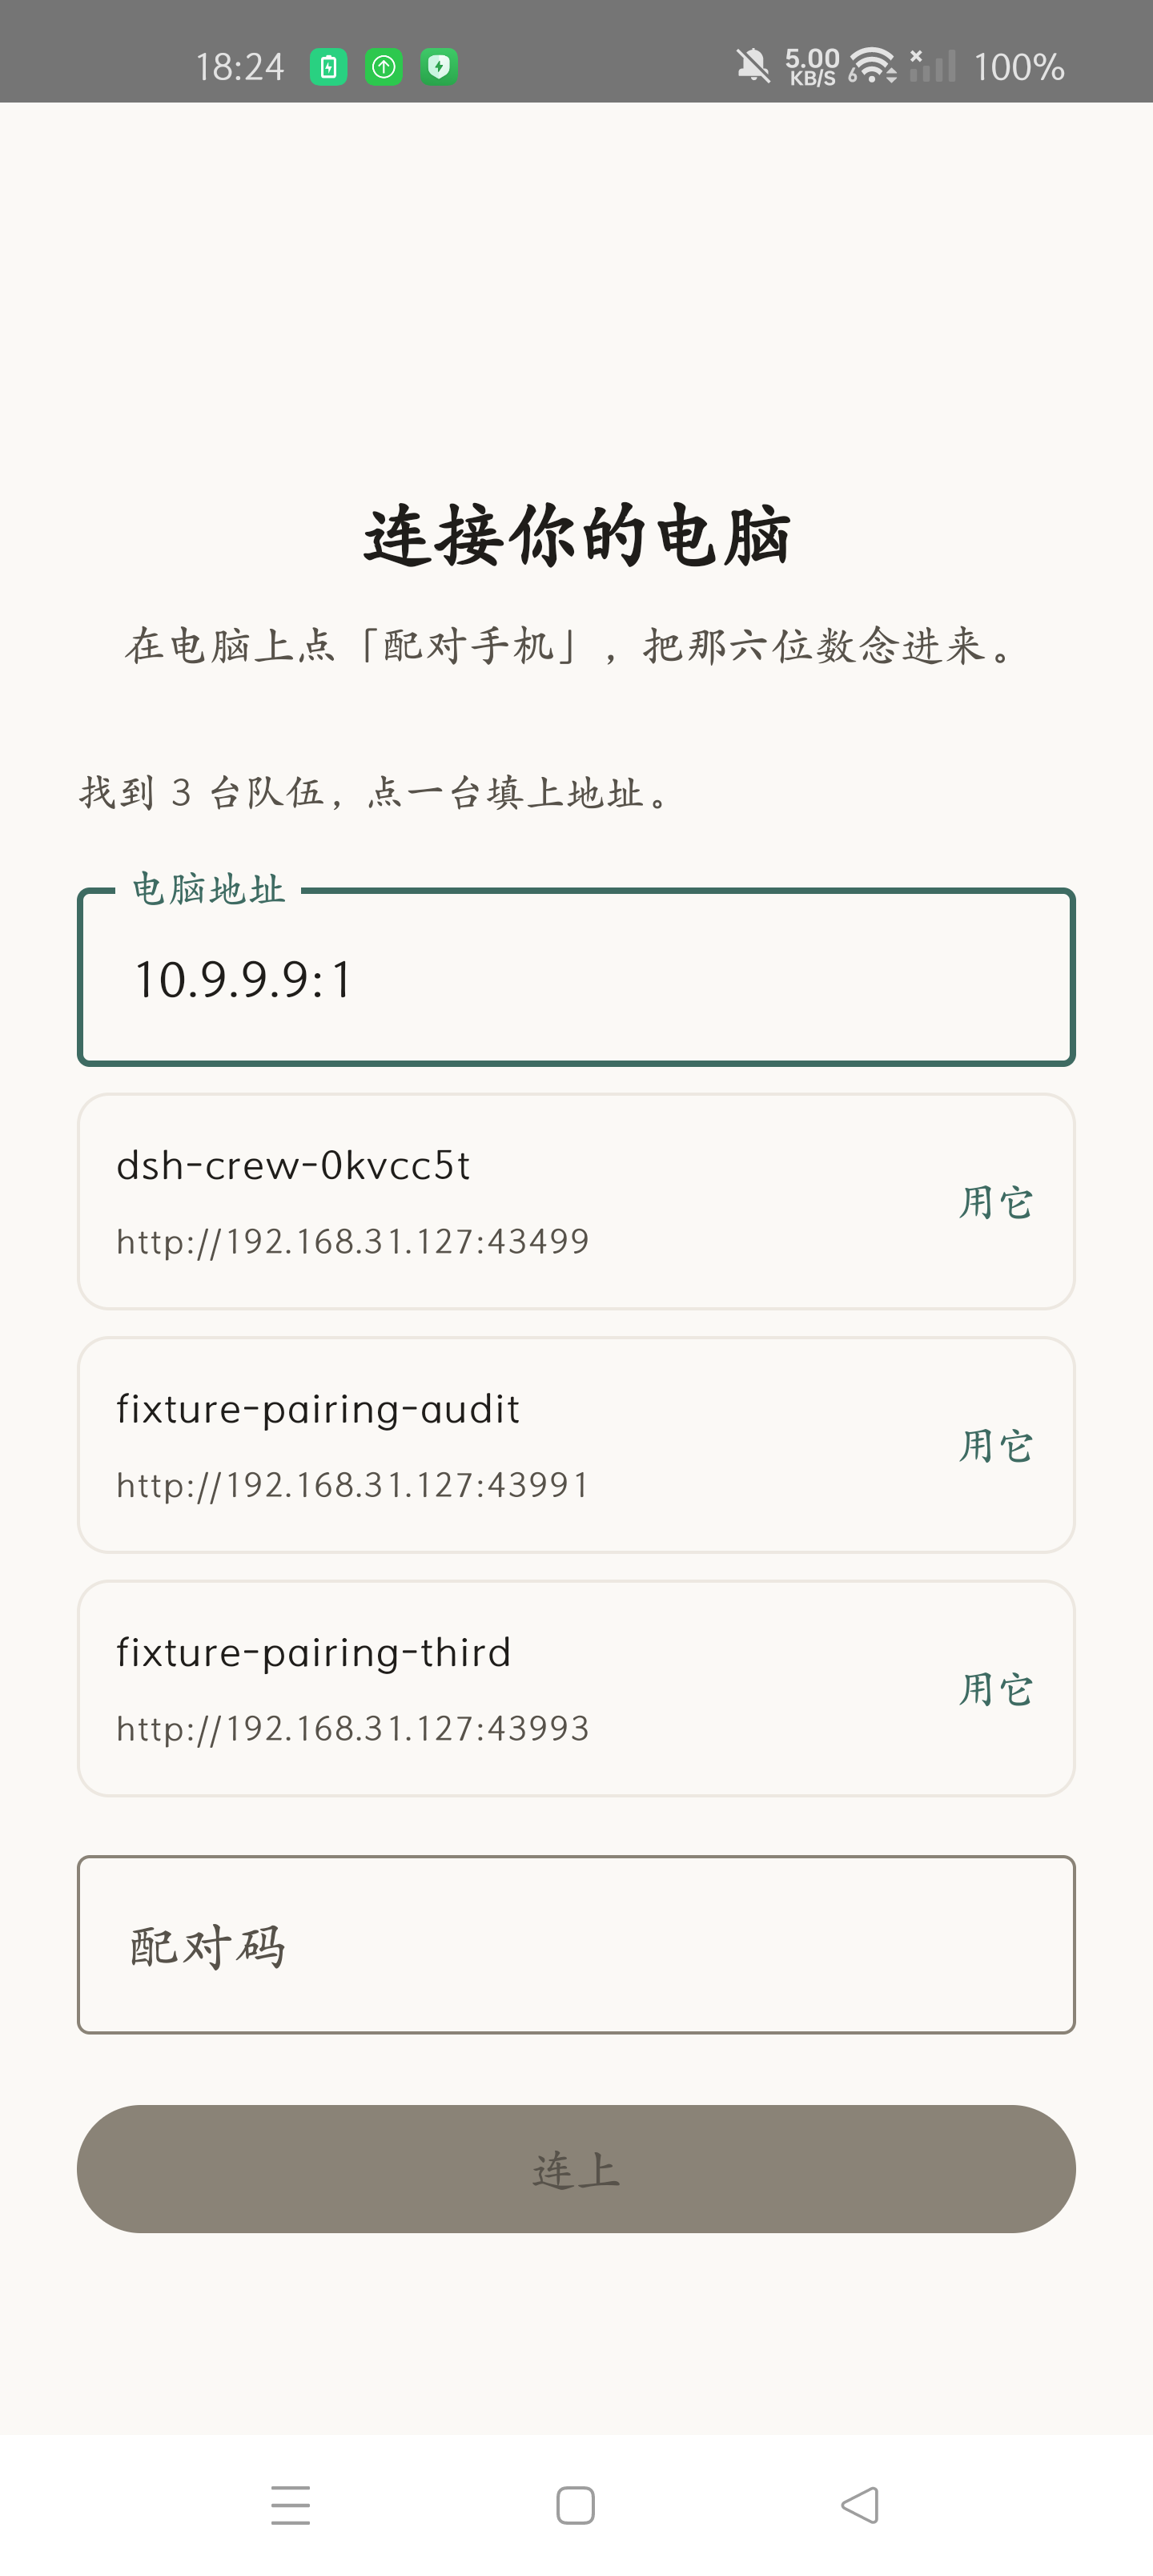 18:24
5.00 KB/S
6
100%
连接你的电脑
在电脑上点「配对手机」，把那六位数念进来。
找到 3 台队伍，点一台填上地址。
电脑地址
10.9.9.9:1
dsh-crew-0kvcc5t
用它
http://192.168.31.127:43499
fixture-pairing-audit
用它
http://192.168.31.127:43991
fixture-pairing-third
用它
http://192.168.31.127:43993
配对码
连上